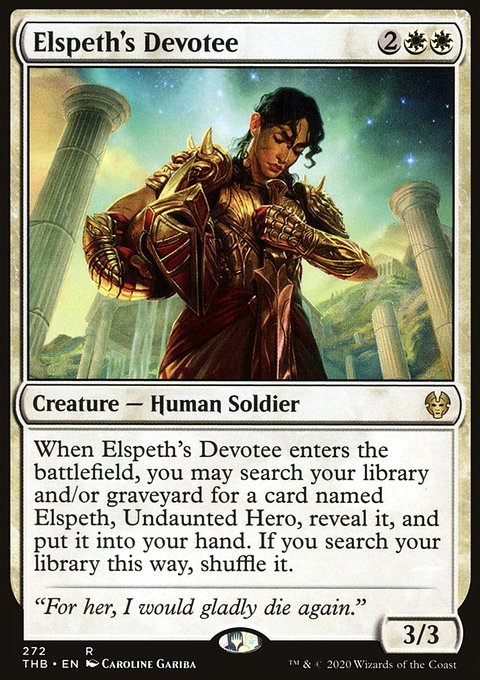 Elspeth's Devotee 2
Creature — Human Soldier
When Elspeth's Devotee enters the
battlefield, you may search your library
and/or graveyard for a card named
Elspeth, Undaunted Hero, reveal it, and
put it into your hand. If you search your
library this way, shuffle it.
“For her, I would gladly die again.”
3/3
272 R
THB • EN Caroline Gariba
™ & © 2020 Wizards of the Coast